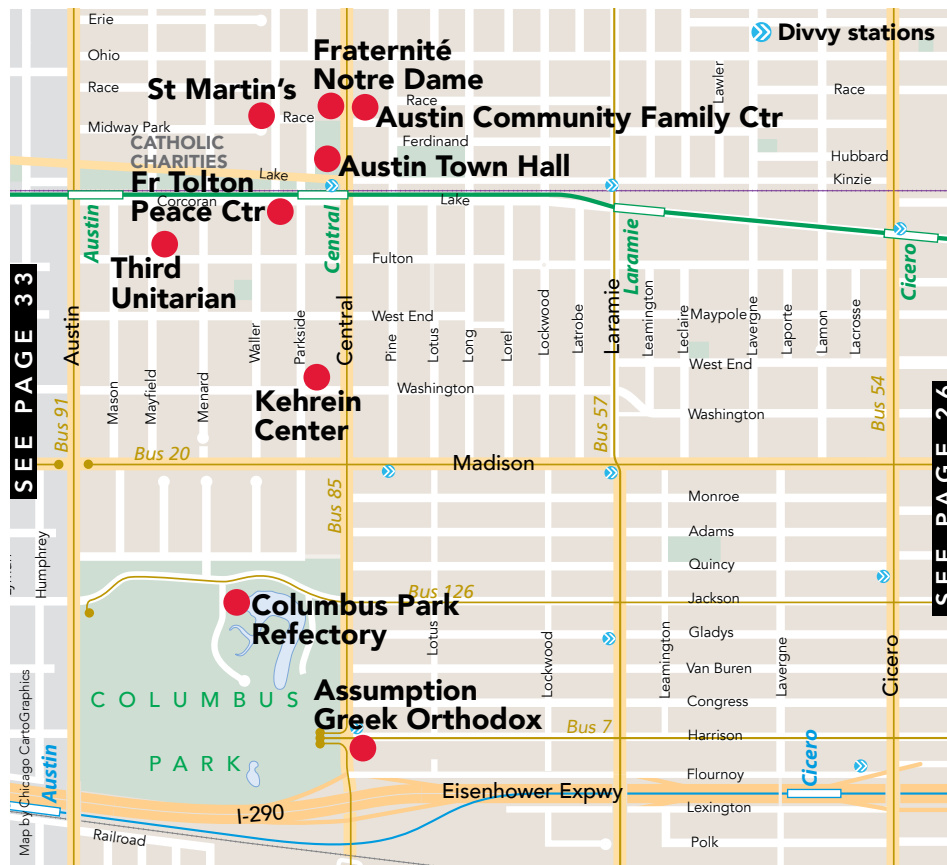 Erie
Divvy stations
Ohio
Fraternité
Notre Dame
Race
St Martin's
Lawler
Race
Race
Race
Austin Community Family Ctr
Midway Park
Ferdinand
CATHOLIC
CHARITIES
Hubbard
Lake
Austin Town Hall
Kinzie
Fr Tolton
Peace Ctr
Corcoran
Lake
Austin
Central
Laramie
Cicero
Fulton
Third
Unitarian
SEE PAGE 33
Austin
Waller
Parkside
Central
West End
Pine
Lotus
Long
Lorel
Lockwood
Latrobe
Laramie
Leamington
Leclaire
Maypole
Lavergne
Laporte
Lamon
Lacrosse
West End
Mason
Mayfield
Menard
Washington
Washington
Kehrein
Center
Bus 91
Bus 57
Bus 54
SEE PAGE 26
Bus 20
Madison
Bus 85
Monroe
Adams
Quincy
Humphrey
Bus 126
Jackson
Columbus Park
Refectory
Lotus
Lockwood
Gladys
Leamington
Lavergne
Van Buren
Cicero
COLUMBUS
PARK
Assumption
Greek Orthodox
Congress
Bus 7
Harrison
Austin
Cicero
Flournoy
Eisenhower Expwy
I-290
Lexington
Railroad
Polk
Map by Chicago CartoGraphics